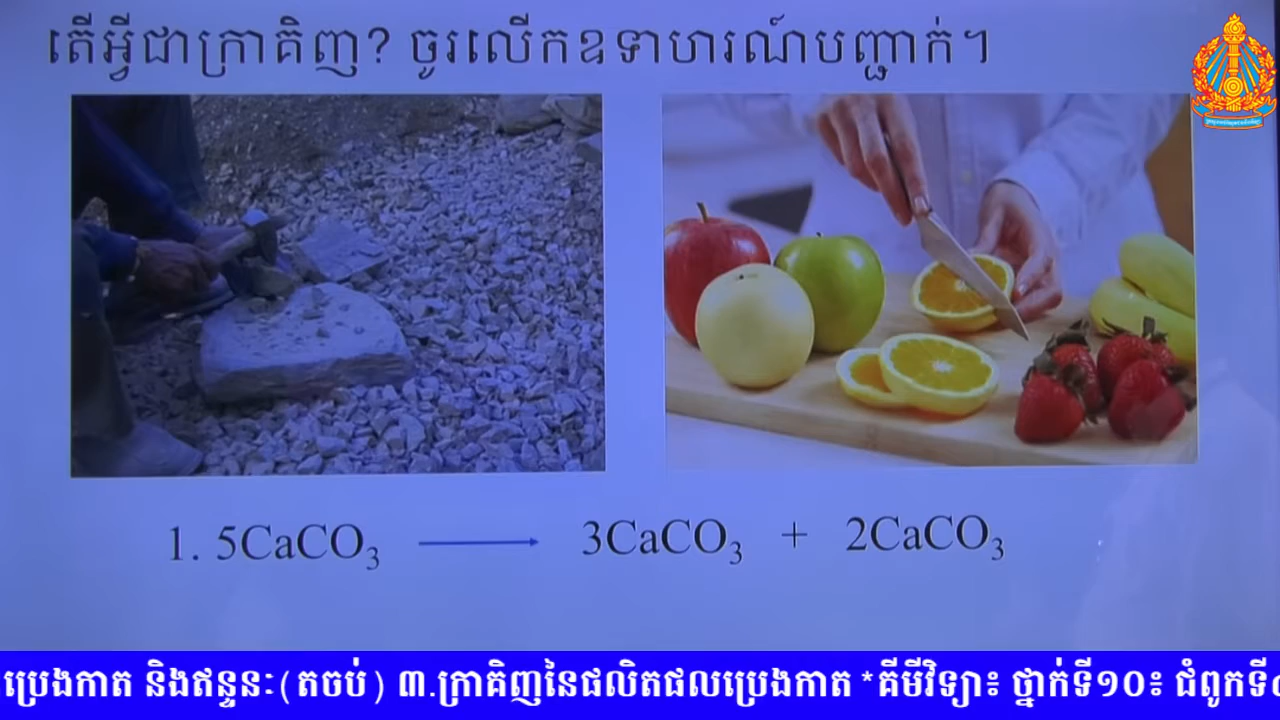 តើអ្វីជាក្រាគិញ? ចូរលើកឧទាហរណ៍បញ្ជាក់។
1. 5CaCO₃ ⟶ 3CaCO₃ + 2CaCO₃
ប្រេងកាត និងឥន្ធនៈ(តចប់) ៣.ក្រាគិញនៃផលិតផលប្រេងកាត *គីមីវិទ្យា៖ ថ្នាក់ទី១០៖ ជំពូកទី